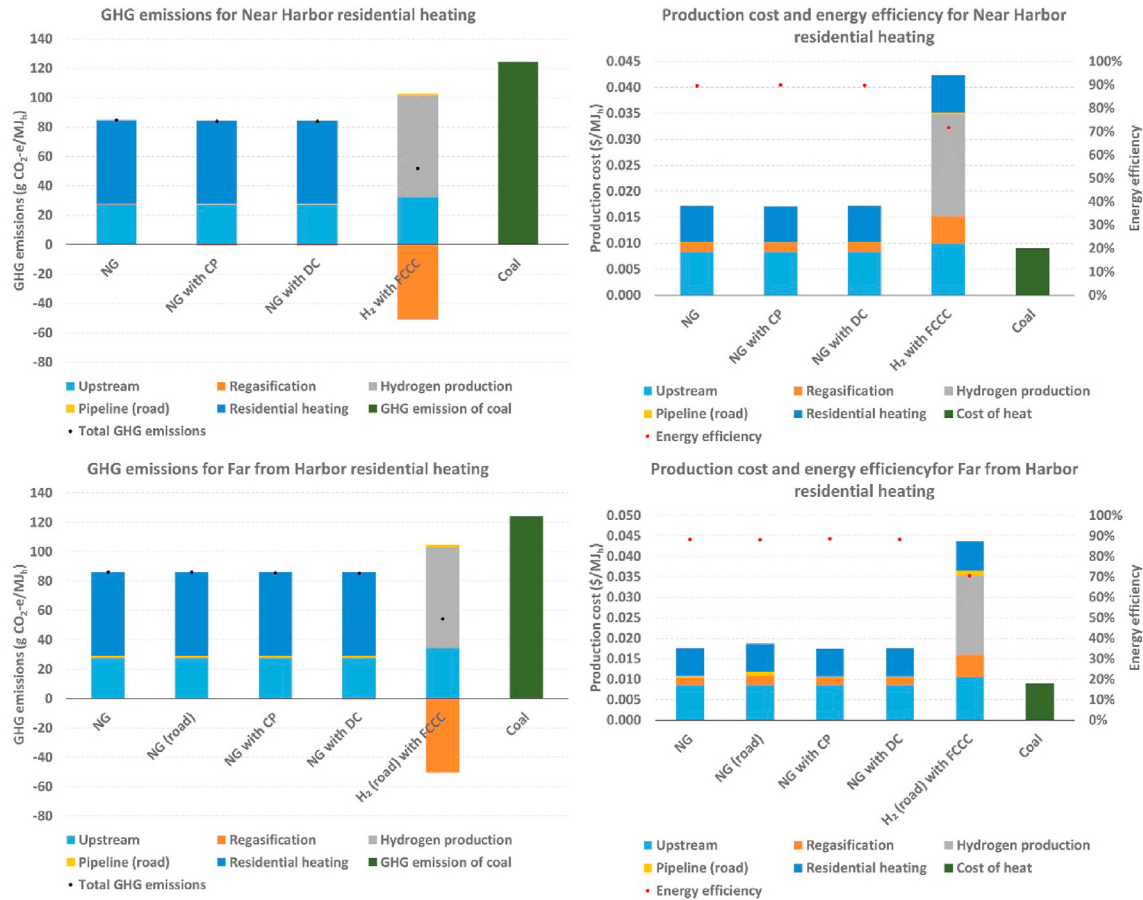 GHG emissions for Near Harbor residential heating
GHG emissions (g CO₂-e/MJₕ)
140
120
100
80
60
40
20
0
-20
-40
-60
-80
NG
NG with CP
NG with DC
H₂ with FCCC
Coal
Upstream
Regasification
Hydrogen production
Pipeline (road)
Residential heating
GHG emission of coal
Total GHG emissions
Production cost and energy efficiency for Near Harbor
residential heating
Production cost ($/MJₕ)
0.045
0.040
0.035
0.030
0.025
0.020
0.015
0.010
0.005
0.000
100%
90%
80%
70%
60%
50%
40%
30%
20%
10%
0%
Energy efficiency
NG
NG with CP
NG with DC
H₂ with FCCC
Coal
Upstream
Regasification
Hydrogen production
Pipeline (road)
Residential heating
Cost of heat
Energy efficiency
GHG emissions for Far from Harbor residential heating
GHG emissions (g CO₂-e/MJₕ)
140
120
100
80
60
40
20
0
-20
-40
-60
-80
NG
NG (road)
NG with CP
NG with DC
H₂ (road) with FCCC
Coal
Upstream
Regasification
Hydrogen production
Pipeline (road)
Residential heating
GHG emission of coal
Total GHG emissions
Production cost and energy efficiencyfor Far from Harbor
residential heating
Production cost ($/MJₕ)
0.050
0.045
0.040
0.035
0.030
0.025
0.020
0.015
0.010
0.005
0.000
100%
90%
80%
70%
60%
50%
40%
30%
20%
10%
0%
Energy efficiency
NG
NG (road)
NG with CP
NG with DC
H₂ (road) with FCCC
Coal
Upstream
Regasification
Hydrogen production
Pipeline (road)
Residential heating
Cost of heat
Energy efficiency